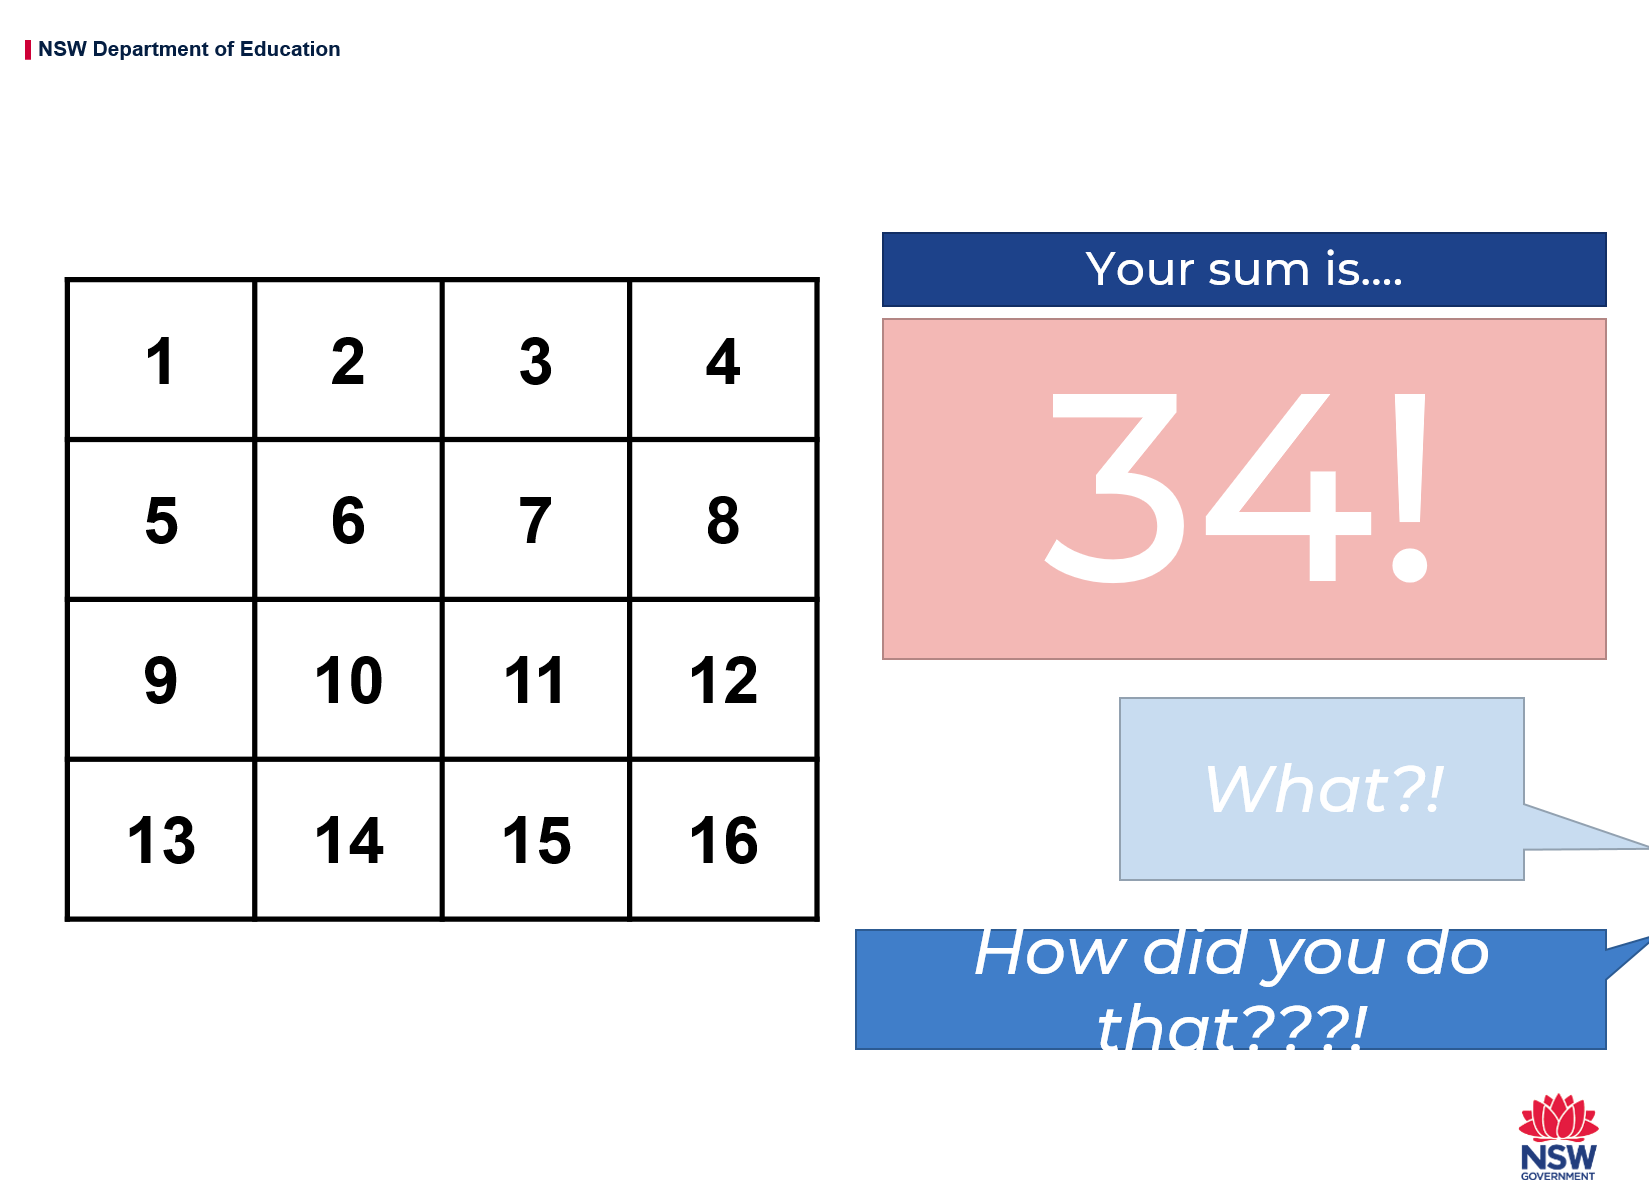 NSW Department of Education
Your sum is....
34!
1 2 3 4
5 6 7 8
9 10 11 12
13 14 15 16
What?!
How did you do
that???!
NSW
GOVERNMENT